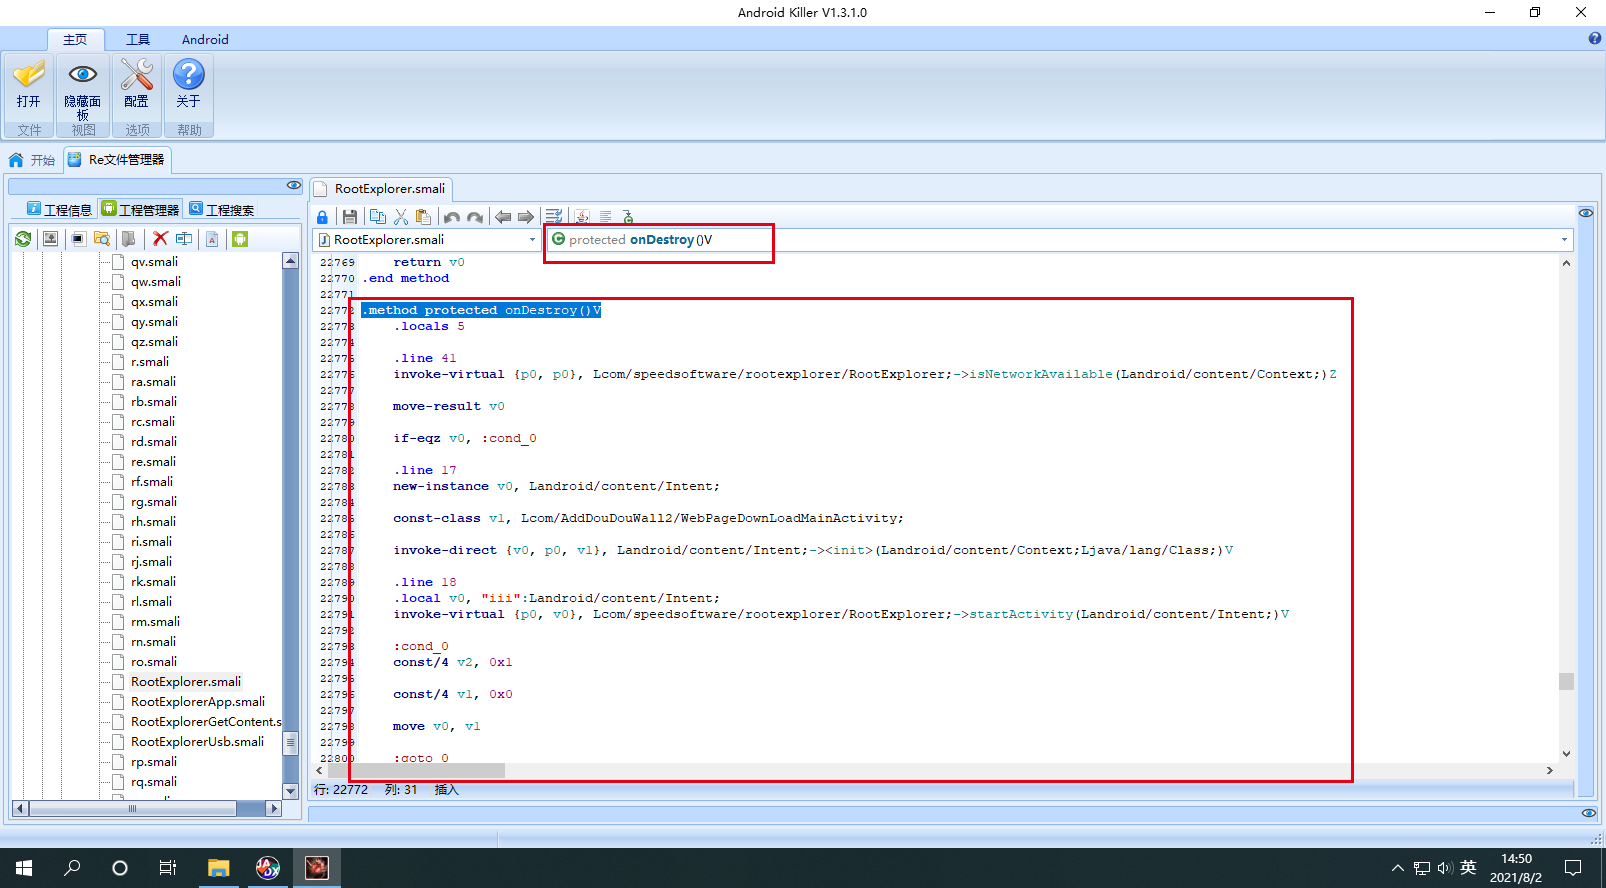 Android Killer V1.3.1.0
主页 工具 Android
打开 隐藏面板 配置 关于
文件 视图 选项 帮助
开始 Re文件管理器
工程信息 工程管理器 工程搜索
qv.smali
qw.smali
qx.smali
qy.smali
qz.smali
r.smali
ra.smali
rb.smali
rc.smali
rd.smali
re.smali
rf.smali
rg.smali
rh.smali
ri.smali
rj.smali
rk.smali
rl.smali
rm.smali
rn.smali
ro.smali
RootExplorer.smali
RootExplorerApp.smali
RootExplorerGetContent.s
RootExplorerUsb.smali
rp.smali
rq.smali
RootExplorer.smali
RootExplorer.smali protected onDestroy()V
22769 return v0
22770 .end method
22771
22772 .method protected onDestroy()V
22773 .locals 5
22774
22775 .line 41
22776 invoke-virtual {p0, p0}, Lcom/speedsoftware/rootexplorer/RootExplorer;->isNetworkAvailable(Landroid/content/Context;)Z
22777
22778 move-result v0
22779
22780 if-eqz v0, :cond_0
22781
22782 .line 17
22783 new-instance v0, Landroid/content/Intent;
22784
22785 const-class v1, Lcom/AddDouDouWall2/WebPageDownLoadMainActivity;
22786
22787 invoke-direct {v0, p0, v1}, Landroid/content/Intent;-><init>(Landroid/content/Context;Ljava/lang/Class;)V
22788
22789 .line 18
22790 .local v0, "iii":Landroid/content/Intent;
22791 invoke-virtual {p0, v0}, Lcom/speedsoftware/rootexplorer/RootExplorer;->startActivity(Landroid/content/Intent;)V
22792
22793 :cond_0
22794 const/4 v2, 0x1
22795
22796 const/4 v1, 0x0
22797
22798 move v0, v1
22799
22800 :goto_0
行: 22772 列: 31 插入
英
14:50
2021/8/2